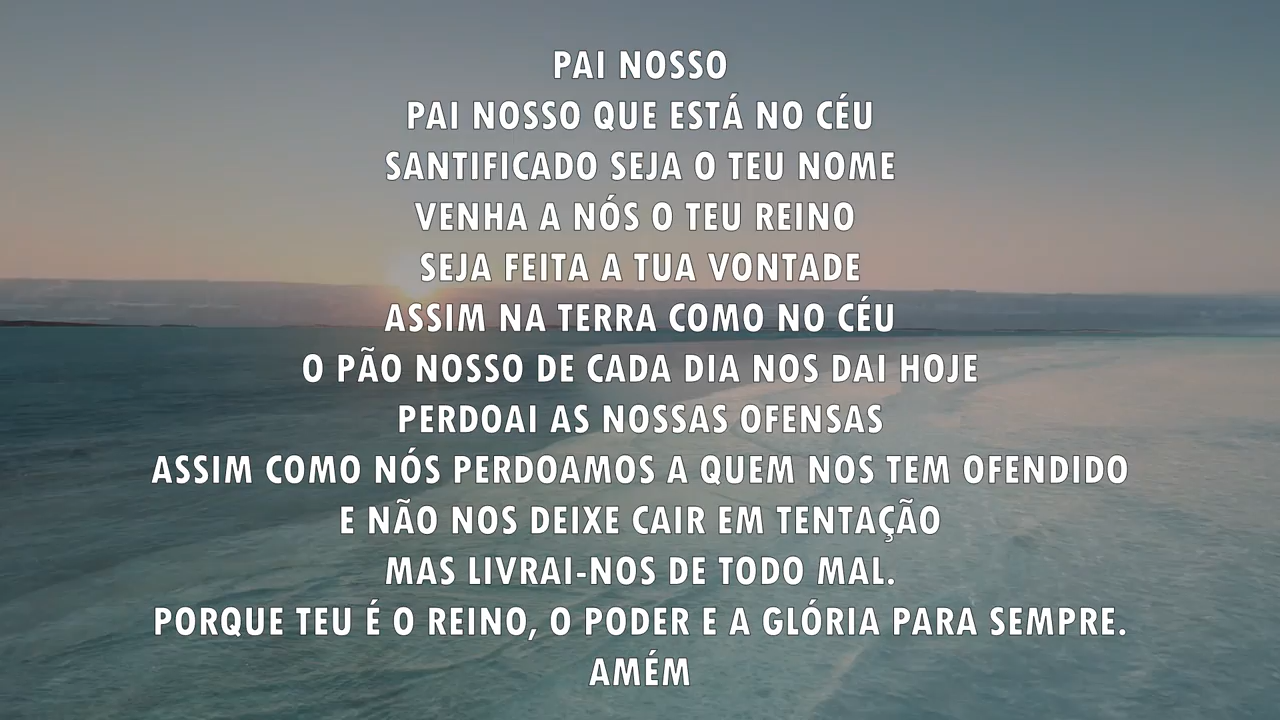 PAI NOSSO
PAI NOSSO QUE ESTÁ NO CÉU
SANTIFICADO SEJA O TEU NOME
VENHA A NÓS O TEU REINO
SEJA FEITA A TUA VONTADE
ASSIM NA TERRA COMO NO CÉU
O PÃO NOSSO DE CADA DIA NOS DAI HOJE
PERDOAI AS NOSSAS OFENSAS
ASSIM COMO NÓS PERDOAMOS A QUEM NOS TEM OFENDIDO
E NÃO NOS DEIXE CAIR EM TENTAÇÃO
MAS LIVRAI-NOS DE TODO MAL.
PORQUE TEU É O REINO, O PODER E A GLÓRIA PARA SEMPRE.
AMÉM